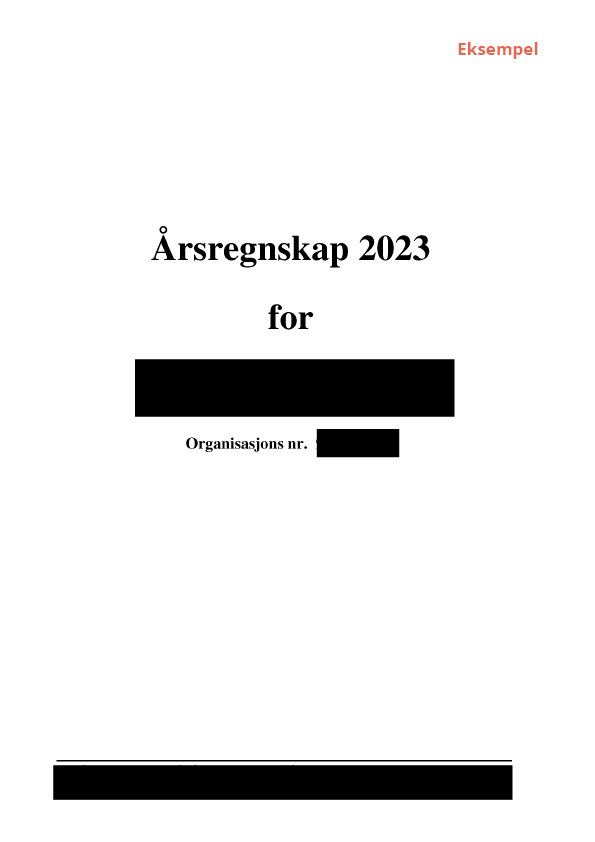 Eksempel
Årsregnskap 2023
for
Organisasjons nr.